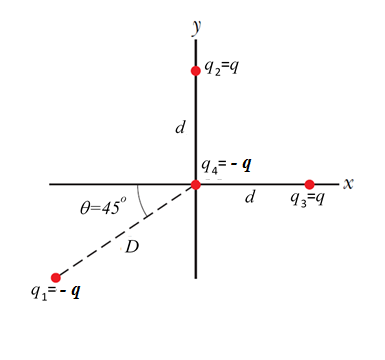 y
q₂=q
d
q₄= - q
x
θ=45°
d
q₃=q
D
q₁= - q